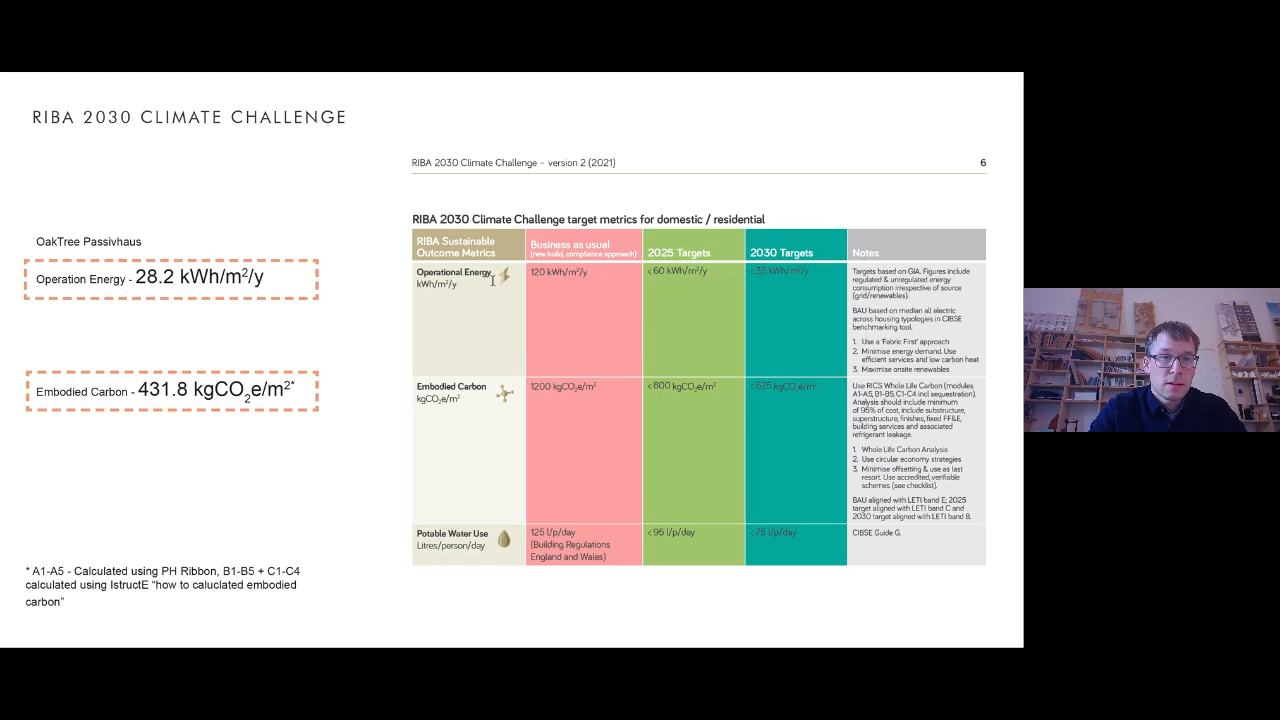 RIBA 2030 CLIMATE CHALLENGE
OakTree Passivhaus
Operation Energy - 28.2 kWh/m²/y
Embodied Carbon - 431.8 kgCO₂e/m²*
* A1-A5 - Calculated using PH Ribbon, B1-B5 + C1-C4
calculated using IstructE “how to caluclated embodied
carbon”
RIBA 2030 Climate Challenge – version 2 (2021)
6
RIBA 2030 Climate Challenge target metrics for domestic / residential
RIBA Sustainable
Outcome Metrics
Business as usual
(new build, compliance approach)
2025 Targets
2030 Targets
Notes
Operational Energy
kWh/m²/y
120 kWh/m²/y
< 60 kWh/m²/y
< 35 kWh/m²/y
Targets based on GIA. Figures include
regulated & unregulated energy
consumption irrespective of source
(grid/renewables).
BAU based on median all electric
across housing typologies in CIBSE
benchmarking tool.
1. Use a ‘Fabric First’ approach
2. Minimise energy demand. Use
efficient services and low carbon heat
3. Maximise onsite renewables
Embodied Carbon
kgCO₂e/m²
1200 kgCO₂e/m²
< 800 kgCO₂e/m²
< 625 kgCO₂e/m²
Use RICS Whole Life Carbon (modules
A1-A5, B1-B5, C1-C4 incl sequestration).
Analysis should include minimum
of 95% of cost, include substructure,
superstructure, finishes, fixed FF&E,
building services and associated
refrigerant leakage.
1. Whole Life Carbon Analysis
2. Use circular economy strategies
3. Minimise offsetting & use as last
resort. Use accredited, verifiable
schemes (see checklist).
BAU aligned with LETI band E; 2025
target aligned with LETI band C and
2030 target aligned with LETI band B.
Potable Water Use
Litres/person/day
125 l/p/day
(Building Regulations
England and Wales)
< 95 l/p/day
< 75 l/p/day
CIBSE Guide G.